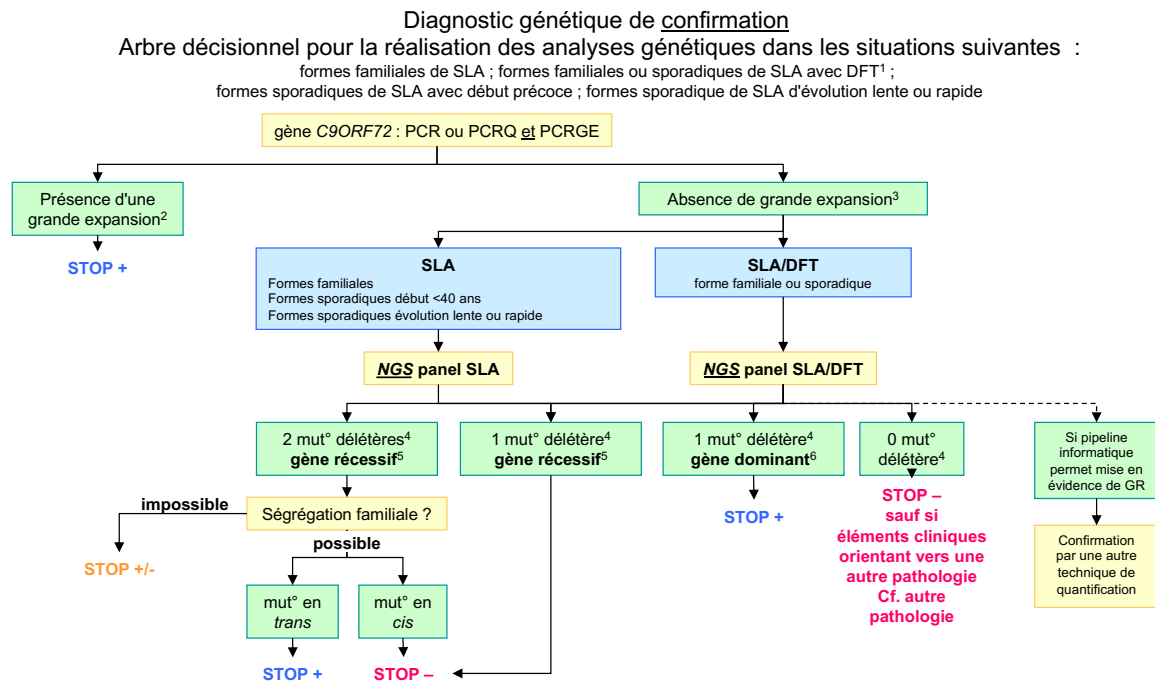 Diagnostic génétique de confirmation
Arbre décisionnel pour la réalisation des analyses génétiques dans les situations suivantes :
formes familiales de SLA ; formes familiales ou sporadiques de SLA avec DFT¹ ;
formes sporadiques de SLA avec début précoce ; formes sporadique de SLA d'évolution lente ou rapide
gène C9ORF72 : PCR ou PCRQ et PCRGE
Présence d'une
grande expansion²
Absence de grande expansion³
STOP +
SLA
Formes familiales
Formes sporadiques début <40 ans
Formes sporadiques évolution lente ou rapide
SLA/DFT
forme familiale ou sporadique
NGS panel SLA
NGS panel SLA/DFT
2 mut° délétères⁴
gène récessif⁵
1 mut° délétère⁴
gène récessif⁵
1 mut° délétère⁴
gène dominant⁶
0 mut°
délétère⁴
Si pipeline
informatique
permet mise en
évidence de GR
impossible
Ségrégation familiale ?
STOP +
STOP –
sauf si
éléments cliniques
orientant vers une
autre pathologie
Cf. autre
pathologie
Confirmation
par une autre
technique de
quantification
possible
STOP +/-
mut° en
trans
mut° en
cis
STOP +
STOP –